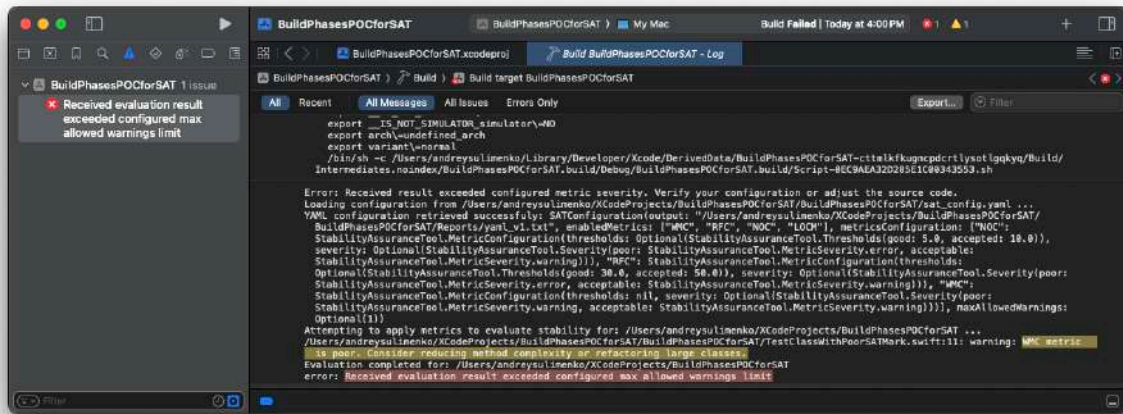 BuildPhasesPOCforSAT
BuildPhasesPOCforSAT 〉 My Mac
Build Failed | Today at 4:00 PM
1
1
BuildPhasesPOCforSAT.xcodeproj
Build BuildPhasesPOCforSAT - Log
BuildPhasesPOCforSAT 1 issue
Received evaluation result
exceeded configured max
allowed warnings limit
BuildPhasesPOCforSAT 〉 Build 〉 Build target BuildPhasesPOCforSAT
All Recent All Messages All Issues Errors Only
Export...
Filter
export __IS_NOT_SIMULATOR_simulator\=NO
export arch\=undefined_arch
export variant\=normal
/bin/sh -c /Users/andreysulimenko/Library/Developer/Xcode/DerivedData/BuildPhasesPOCforSAT-cttmlkfkugncpdcrtlysotlgqkyq/Build/
Intermediates.noindex/BuildPhasesPOCforSAT.build/Debug/BuildPhasesPOCforSAT.build/Script-0EC9AEA32D285E1C00343553.sh
Error: Received result exceeded configured metric severity. Verify your configuration or adjust the source code.
Loading configuration from /Users/andreysulimenko/XCodeProjects/BuildPhasesPOCforSAT/BuildPhasesPOCforSAT/sat_config.yaml ...
YAML configuration retrieved successfuly: SATConfiguration(output: "/Users/andreysulimenko/XCodeProjects/BuildPhasesPOCforSAT/
BuildPhasesPOCforSAT/Reports/yaml_v1.txt", enabledMetrics: ["WMC", "RFC", "NOC", "LOCM"], metricsConfiguration: ["NOC":
StabilityAssuranceTool.MetricConfiguration(thresholds: Optional(StabilityAssuranceTool.Thresholds(good: 5.0, accepted: 10.0)),
severity: Optional(StabilityAssuranceTool.Severity(poor: StabilityAssuranceTool.MetricSeverity.error, acceptable:
StabilityAssuranceTool.MetricSeverity.warning))), "RFC": StabilityAssuranceTool.MetricConfiguration(thresholds:
Optional(StabilityAssuranceTool.Thresholds(good: 30.0, accepted: 50.0)), severity: Optional(StabilityAssuranceTool.Severity(poor:
StabilityAssuranceTool.MetricSeverity.error, acceptable: StabilityAssuranceTool.MetricSeverity.warning))), "WMC":
StabilityAssuranceTool.MetricConfiguration(thresholds: nil, severity: Optional(StabilityAssuranceTool.Severity(poor:
StabilityAssuranceTool.MetricSeverity.warning, acceptable: StabilityAssuranceTool.MetricSeverity.warning)))], maxAllowedWarnings:
Optional(1))
Attempting to apply metrics to evaluate stability for: /Users/andreysulimenko/XCodeProjects/BuildPhasesPOCforSAT ...
/Users/andreysulimenko/XCodeProjects/BuildPhasesPOCforSAT/BuildPhasesPOCforSAT/TestClassWithPoorSATMark.swift:11: warning: WMC metric
is poor. Consider reducing method complexity or refactoring large classes.
Evaluation completed for: /Users/andreysulimenko/XCodeProjects/BuildPhasesPOCforSAT
error: Received evaluation result exceeded configured max allowed warnings limit
Filter